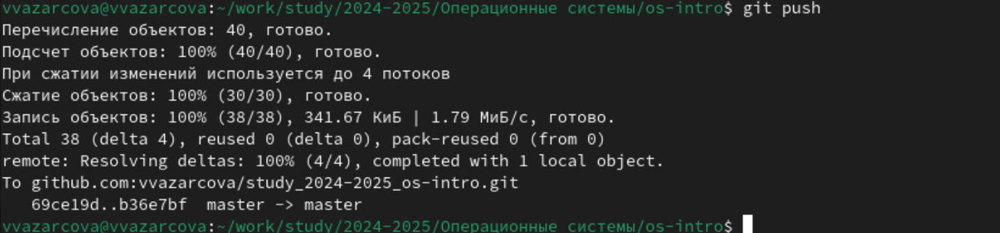 vvazarcova@vvazarcova:~/work/study/2024-2025/Операционные системы/os-intro$ git push
Перечисление объектов: 40, готово.
Подсчет объектов: 100% (40/40), готово.
При сжатии изменений используется до 4 потоков
Сжатие объектов: 100% (30/30), готово.
Запись объектов: 100% (38/38), 341.67 КиБ | 1.79 МиБ/с, готово.
Total 38 (delta 4), reused 0 (delta 0), pack-reused 0 (from 0)
remote: Resolving deltas: 100% (4/4), completed with 1 local object.
To github.com:vvazarcova/study_2024-2025_os-intro.git
   69ce19d..b36e7bf  master -> master
vvazarcova@vvazarcova:~/work/study/2024-2025/Операционные системы/os-intro$